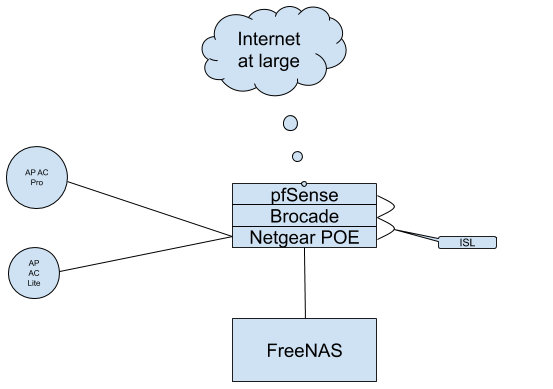 Internet
at large
AP AC
Pro
pfSense
Brocade
Netgear POE
ISL
AP
AC
Lite
FreeNAS